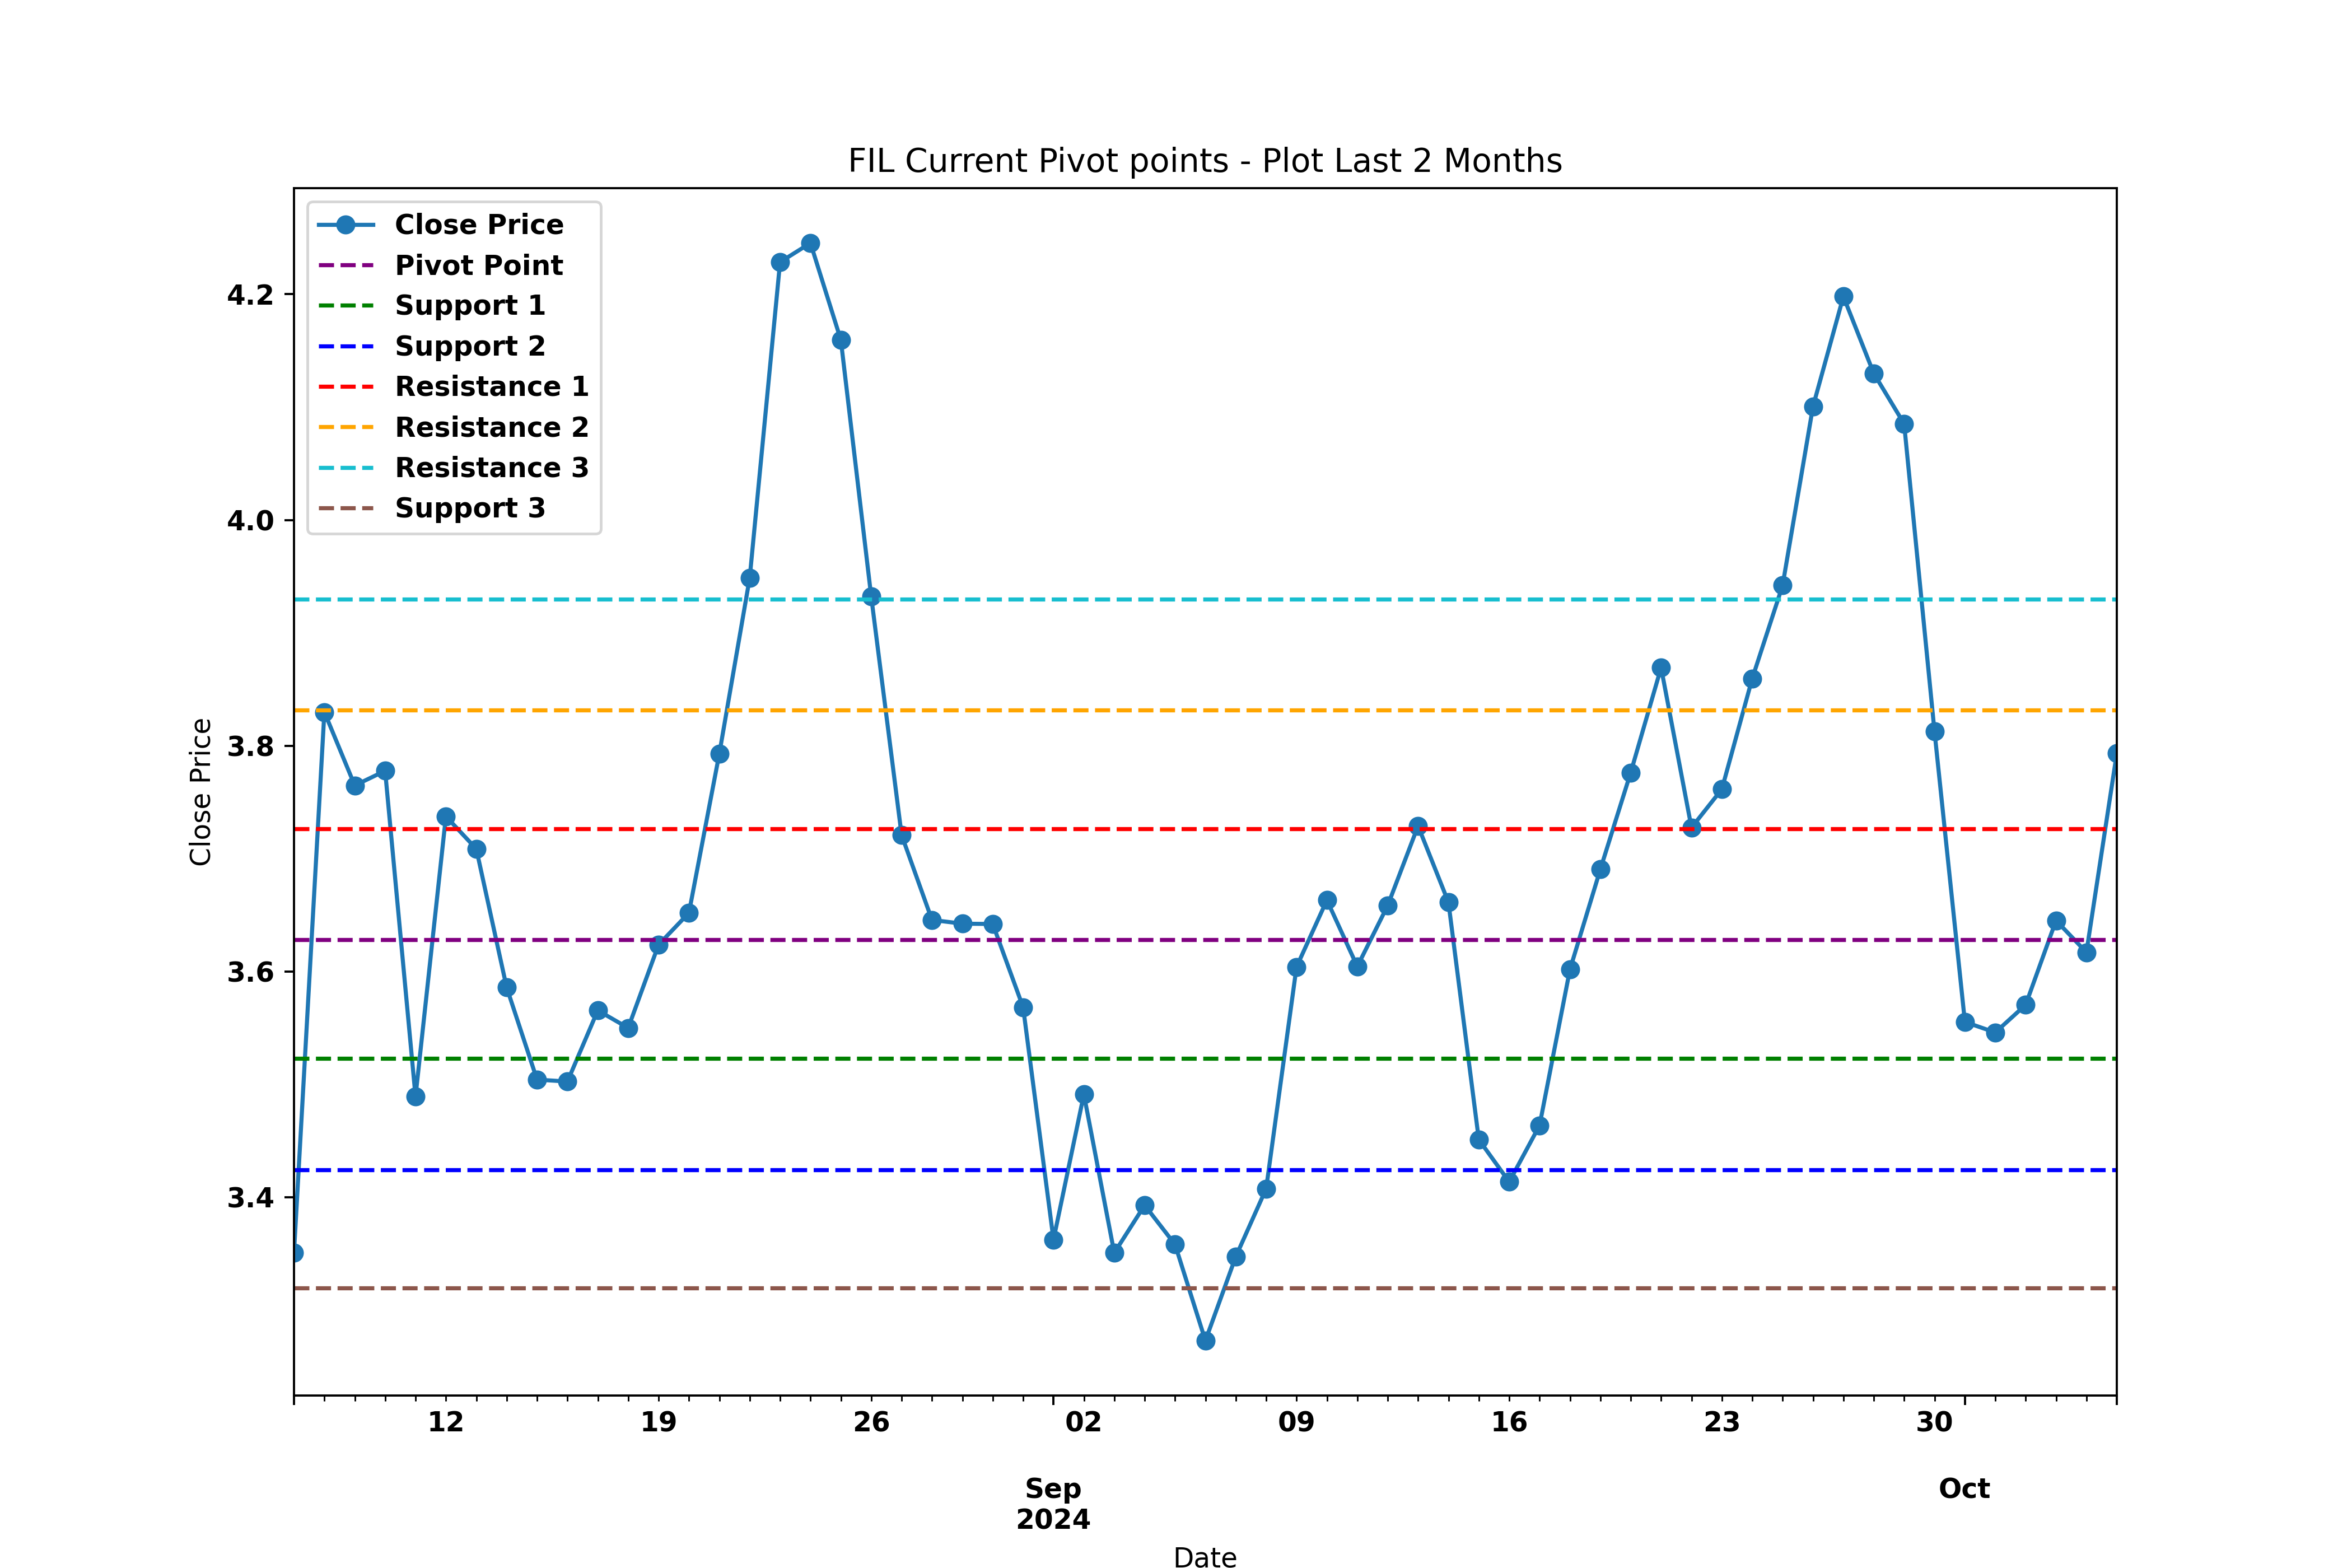 FIL Current Pivot points - Plot Last 2 Months
Close Price
Pivot Point
Support 1
Support 2
Resistance 1
Resistance 2
Resistance 3
Support 3
4.2
4.0
3.8
3.6
3.4
Close Price
12 19 26 02 09 16 23 30
Sep Oct
2024
Date